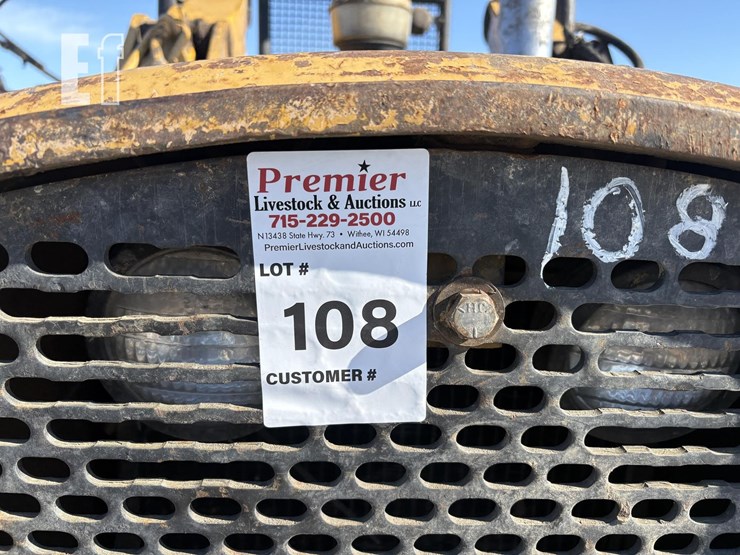 Ef
Premier
Livestock & Auctions LLC
715-229-2500
N13438 State Hwy. 73 • Withee, WI 54498
PremierLivestockandAuctions.com
LOT #
108
CUSTOMER #
108